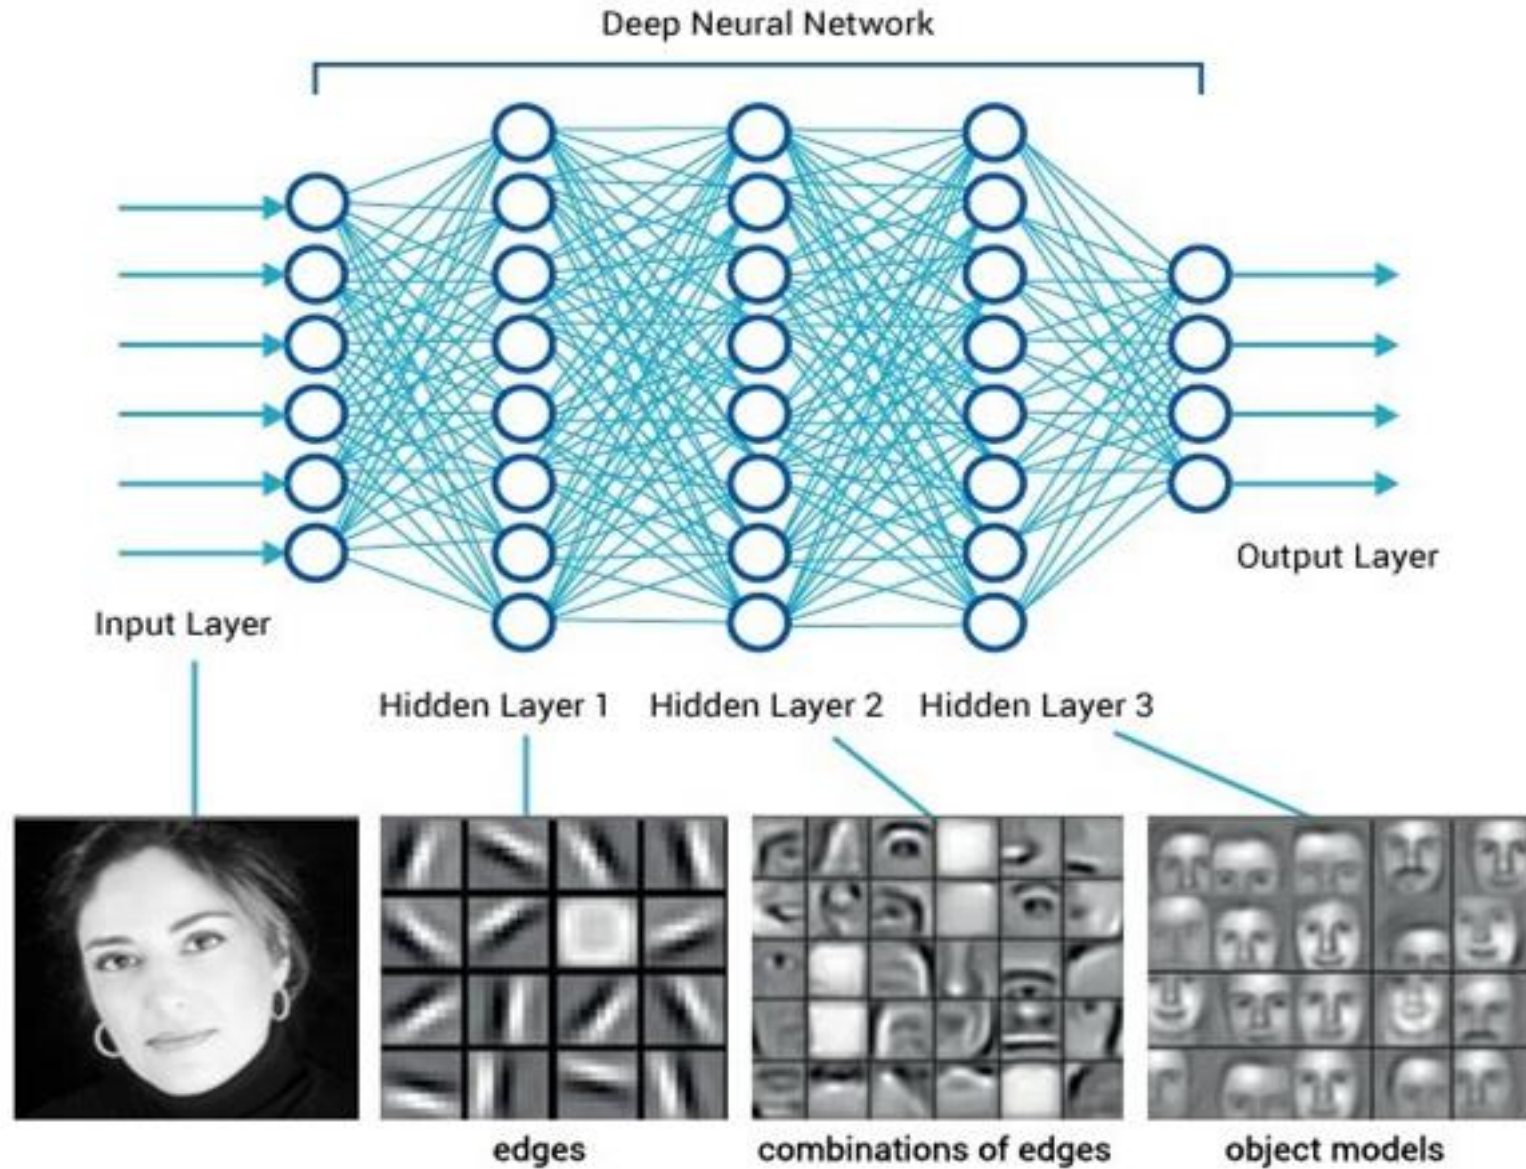 Deep Neural Network
Input Layer
Output Layer
Hidden Layer 1
Hidden Layer 2
Hidden Layer 3
edges
combinations of edges
object models